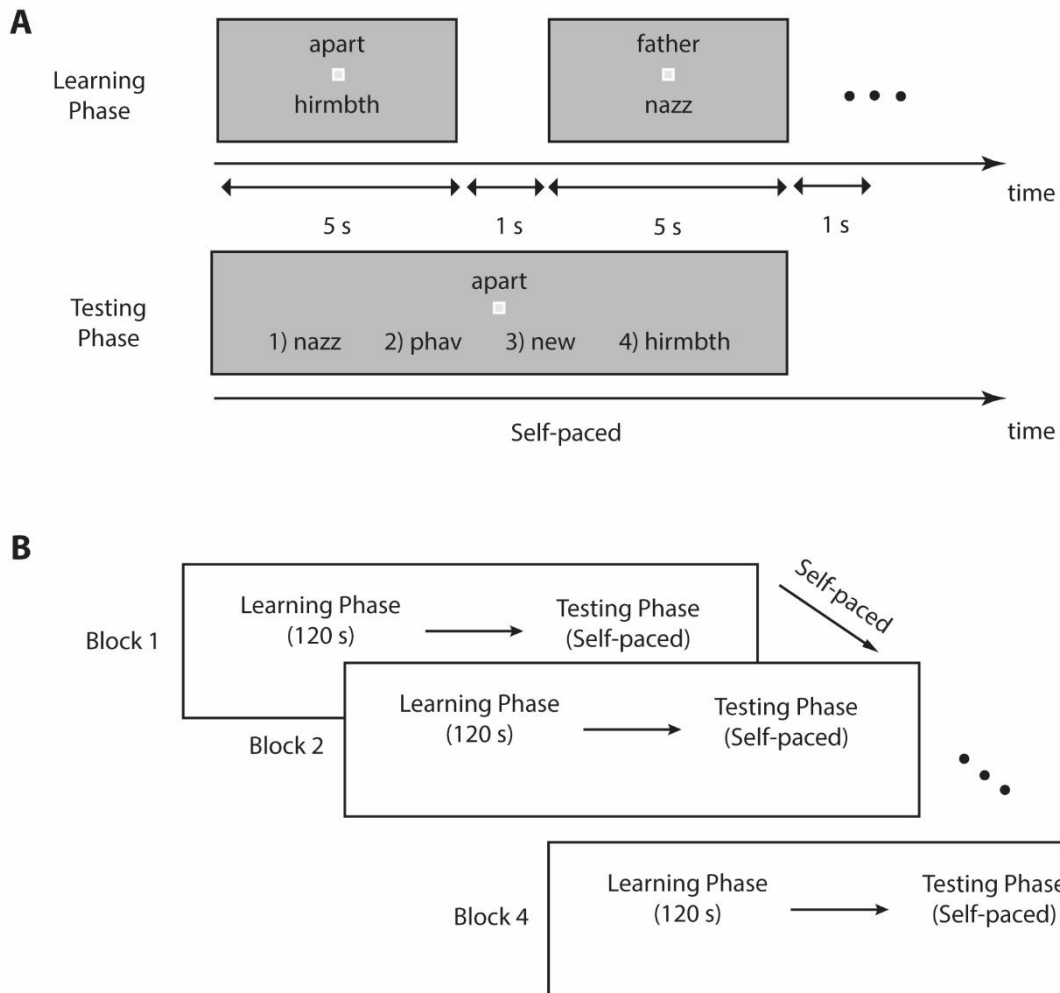 A
Learning
Phase
apart
hirmbth
father
nazz
time
5 s
1 s
5 s
1 s
Testing
Phase
apart
1) nazz 2) phav 3) new 4) hirmbth
Self-paced
time
B
Block 1
Learning Phase
(120 s)
Testing Phase
(Self-paced)
Self-paced
Block 2
Learning Phase
(120 s)
Testing Phase
(Self-paced)
Block 4
Learning Phase
(120 s)
Testing Phase
(Self-paced)